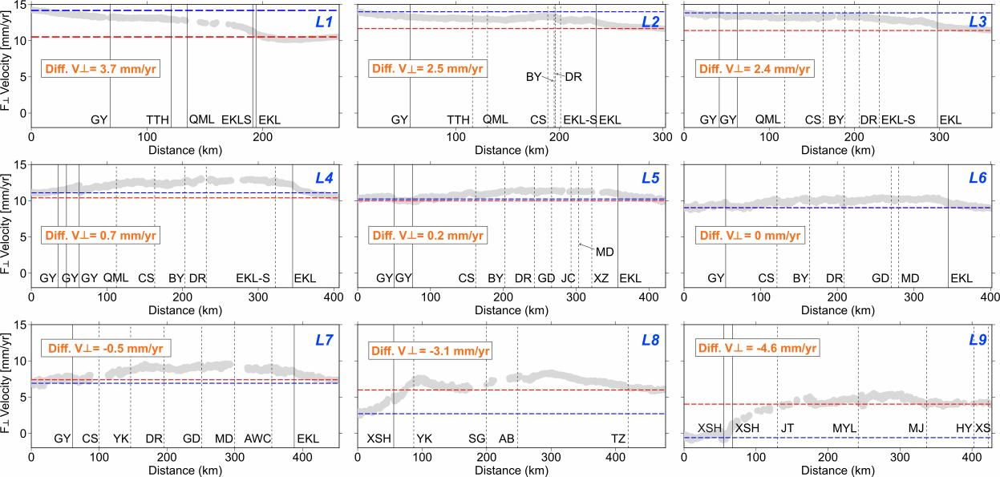 F⊥ Velocity [mm/yr]
15
10
5
0
L1
Diff. V⊥= 3.7 mm/yr
GY TTH QML EKLS EKL
0 100 200
Distance (km)
L2
Diff. V⊥= 2.5 mm/yr
BY DR
GY TTH QML CS EKL-S EKL
100 200 300
Distance (km)
L3
Diff. V⊥= 2.4 mm/yr
GY GY QML CS BY DR EKL-S EKL
100 200 300
Distance (km)
F⊥ Velocity [mm/yr]
15
10
5
0
L4
Diff. V⊥= 0.7 mm/yr
GY GY GY QML CS BY DR EKL-S EKL
0 100 200 300 400
Distance (km)
L5
Diff. V⊥= 0.2 mm/yr
MD
GY GY CS BY DR GD JC XZ EKL
0 100 200 300 400
Distance (km)
L6
Diff. V⊥= 0 mm/yr
GY CS BY DR GD MD EKL
0 100 200 300 400
Distance (km)
F⊥ Velocity [mm/yr]
15
10
5
0
L7
Diff. V⊥= -0.5 mm/yr
GY CS YK DR GD MD AWC EKL
0 100 200 300 400
Distance (km)
L8
Diff. V⊥= -3.1 mm/yr
XSH YK SG AB TZ
0 100 200 300 400
Distance (km)
L9
Diff. V⊥= -4.6 mm/yr
XSH XSH JT MYL MJ HY XS
0 100 200 300 400
Distance (km)